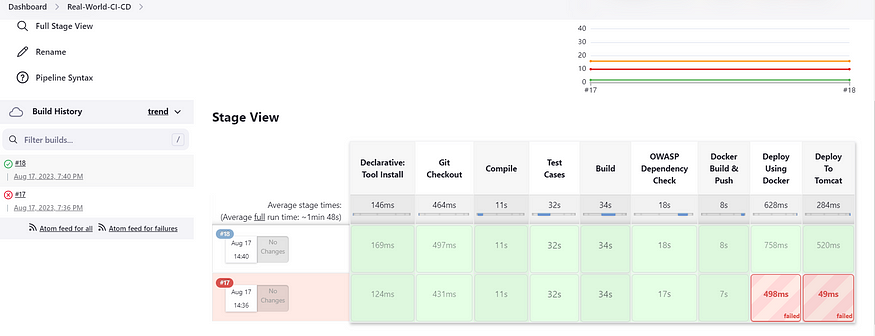 Dashboard > Real-World-CI-CD >
Full Stage View
Rename
Pipeline Syntax
Build History
trend
Filter builds...
/
#18
Aug 17, 2023, 7:40 PM
#17
Aug 17, 2023, 7:36 PM
Atom feed for all Atom feed for failures
40
30
20
10
0
#17 #18
Stage View
Declarative: Tool Install
Git Checkout
Compile
Test Cases
Build
OWASP Dependency Check
Docker Build & Push
Deploy Using Docker
Deploy To Tomcat
Average stage times:
(Average full run time: ~1min 48s)
146ms 464ms 11s 32s 34s 18s 8s 628ms 284ms
#18
Aug 17
14:40
No Changes
169ms 497ms 11s 32s 34s 18s 8s 758ms 520ms
#17
Aug 17
14:36
No Changes
124ms 431ms 11s 32s 34s 17s 7s 498ms 49ms
failed failed